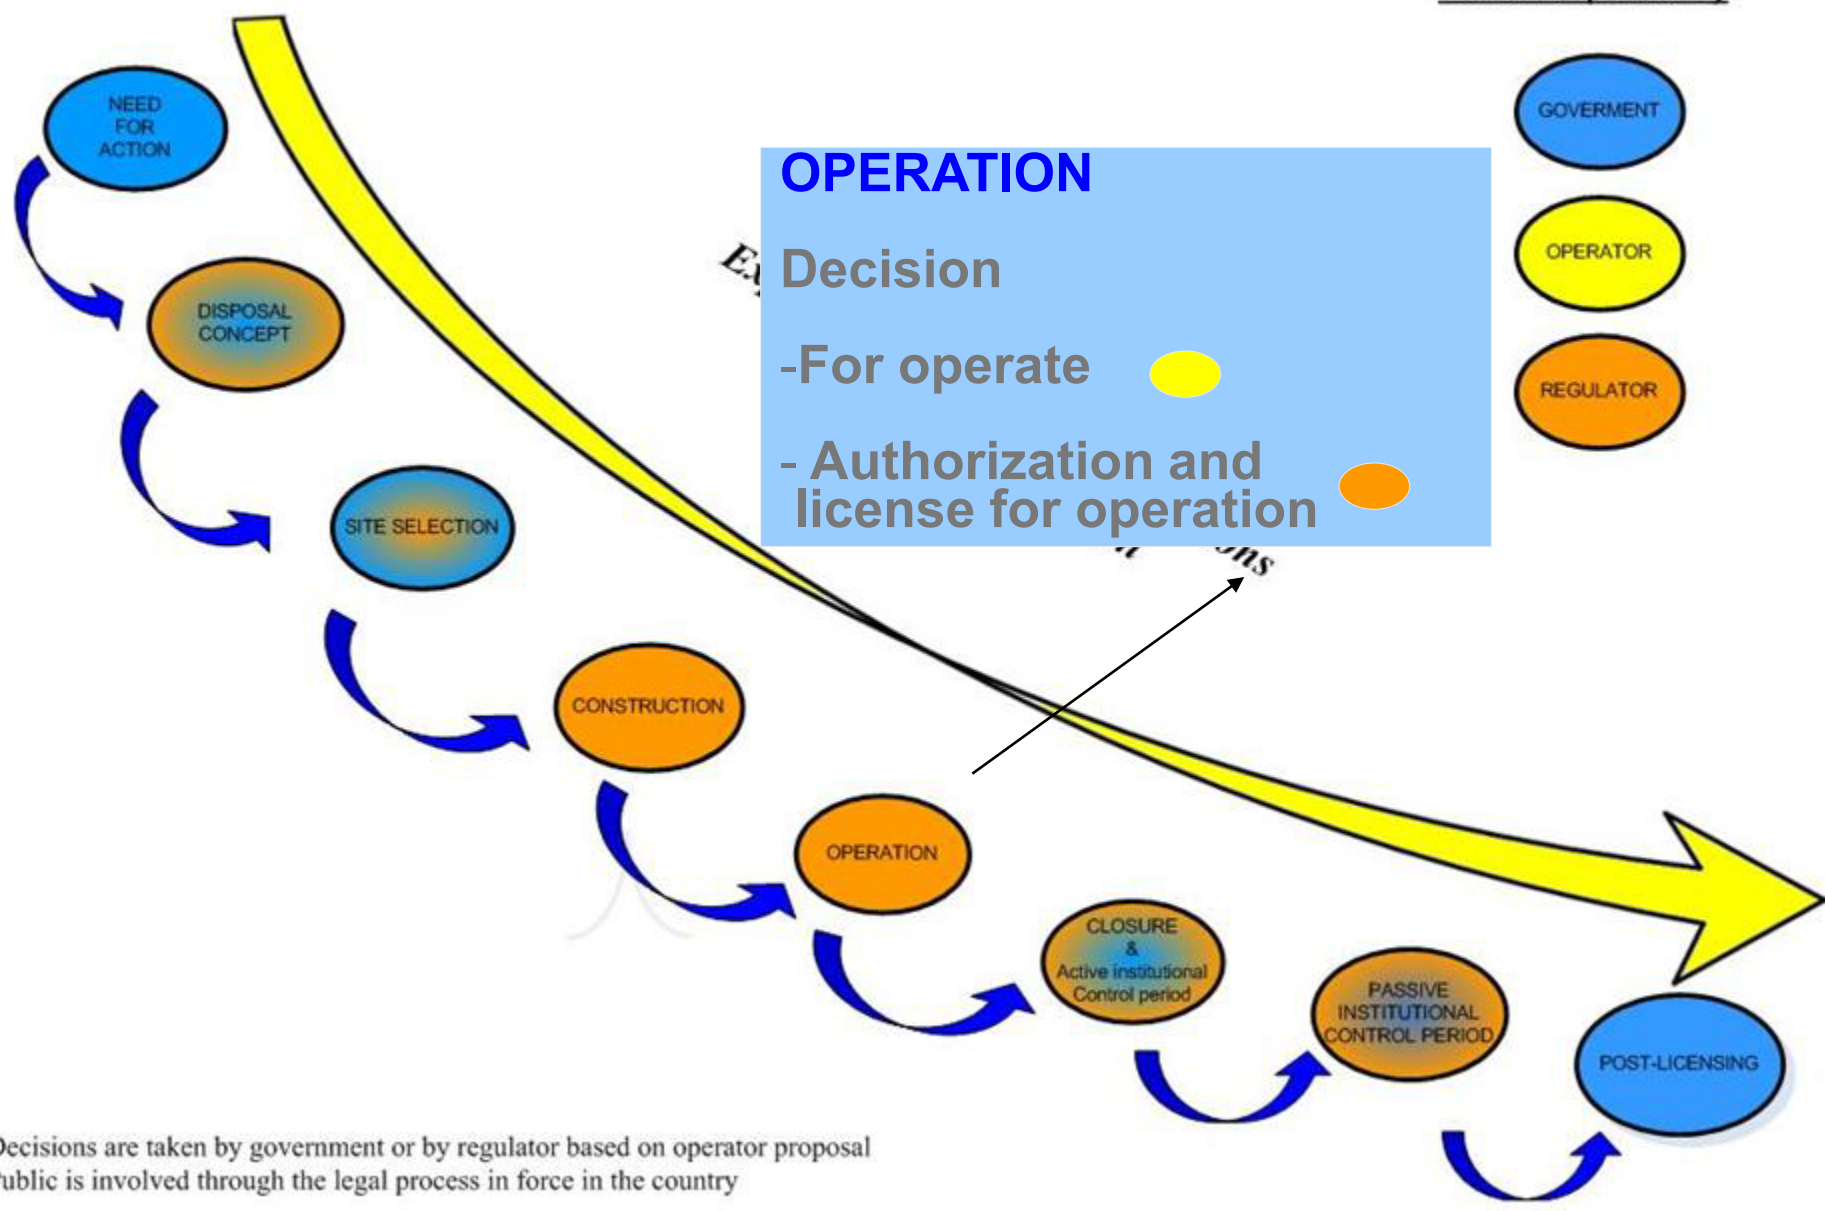 NEED
FOR
ACTION
DISPOSAL
CONCEPT
SITE SELECTION
CONSTRUCTION
OPERATION
CLOSURE
&
Active institutional
Control period
PASSIVE
INSTITUTIONAL
CONTROL PERIOD
POST-LICENSING
OPERATION
Decision
-For operate
- Authorization and
license for operation
GOVERMENT
OPERATOR
REGULATOR
Decisions are taken by government or by regulator based on operator proposal
Public is involved through the legal process in force in the country